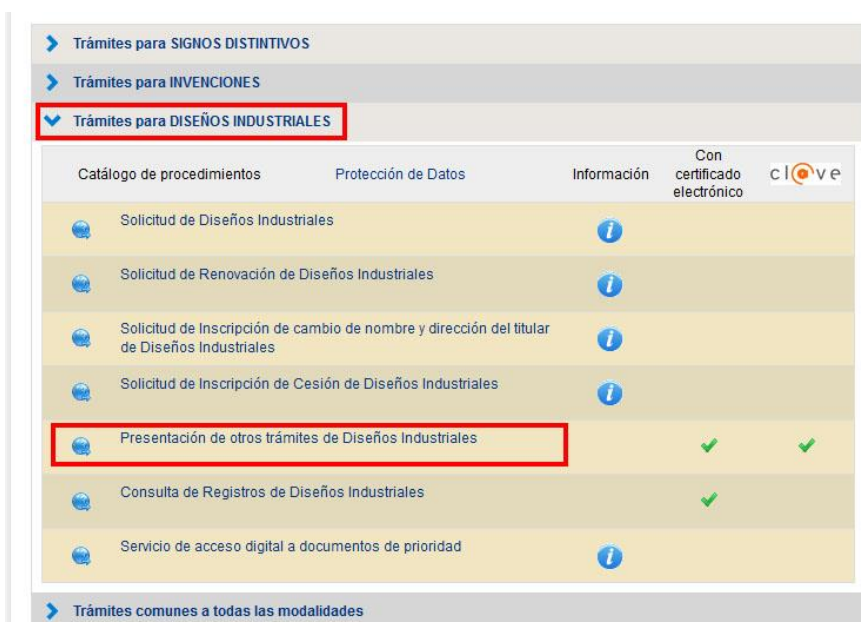 Trámites para SIGNOS DISTINTIVOS
Trámites para INVENCIONES
Trámites para DISEÑOS INDUSTRIALES
Catálogo de procedimientos Protección de Datos Información Con certificado electrónico cl@ve
Solicitud de Diseños Industriales
Solicitud de Renovación de Diseños Industriales
Solicitud de Inscripción de cambio de nombre y dirección del titular
de Diseños Industriales
Solicitud de Inscripción de Cesión de Diseños Industriales
Presentación de otros trámites de Diseños Industriales
Consulta de Registros de Diseños Industriales
Servicio de acceso digital a documentos de prioridad
Trámites comunes a todas las modalidades